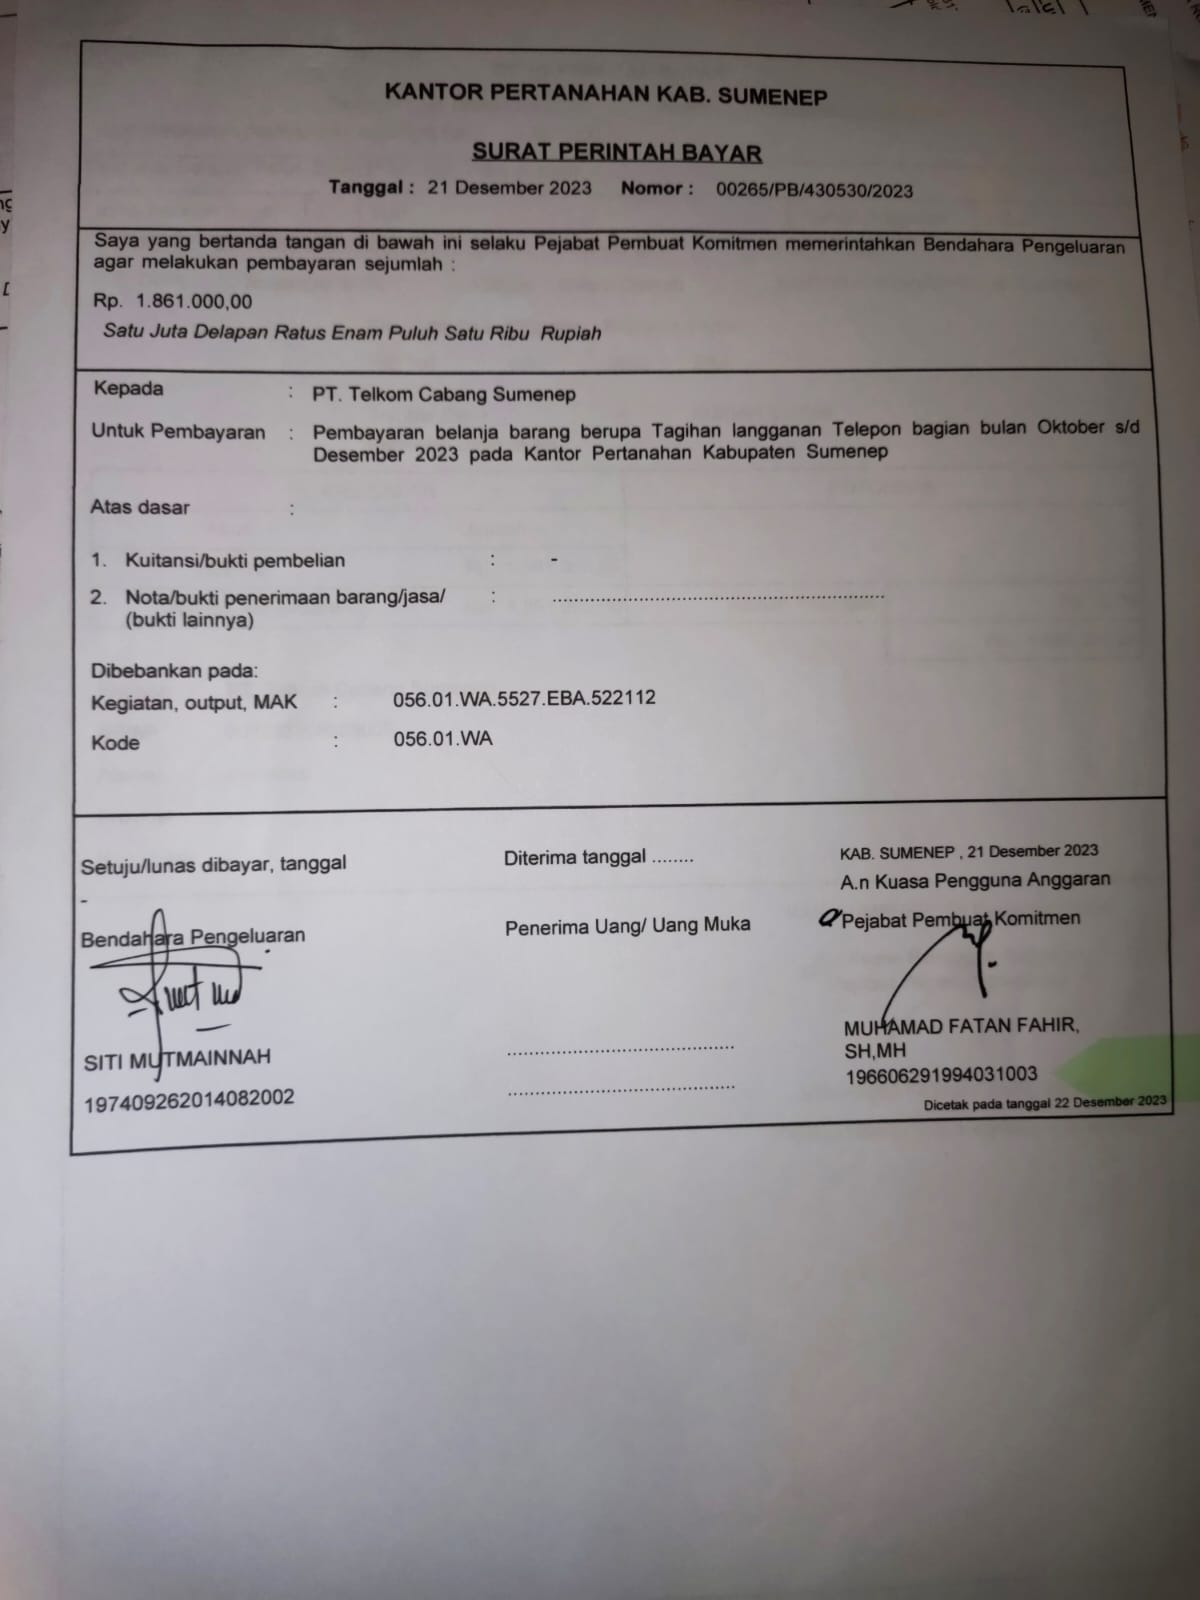 KANTOR PERTANAHAN KAB. SUMENEP
SURAT PERINTAH BAYAR
Tanggal : 21 Desember 2023 Nomor : 00265/PB/430530/2023
Saya yang bertanda tangan di bawah ini selaku Pejabat Pembuat Komitmen memerintahkan Bendahara Pengeluaran
agar melakukan pembayaran sejumlah :
Rp. 1.861.000,00
Satu Juta Delapan Ratus Enam Puluh Satu Ribu Rupiah
Kepada : PT. Telkom Cabang Sumenep
Untuk Pembayaran : Pembayaran belanja barang berupa Tagihan langganan Telepon bagian bulan Oktober s/d
Desember 2023 pada Kantor Pertanahan Kabupaten Sumenep
Atas dasar :
1. Kuitansi/bukti pembelian : -
2. Nota/bukti penerimaan barang/jasa/ : ............................................................
(bukti lainnya)
Dibebankan pada:
Kegiatan, output, MAK : 056.01.WA.5527.EBA.522112
Kode : 056.01.WA
Setuju/lunas dibayar, tanggal
-
Bendahara Pengeluaran
SITI MUTMAINNAH
197409262014082002
Diterima tanggal ........
Penerima Uang/ Uang Muka
..........................................
..........................................
KAB. SUMENEP , 21 Desember 2023
A.n Kuasa Pengguna Anggaran
Pejabat Pembuat Komitmen
MUHAMAD FATAN FAHIR,
SH,MH
196606291994031003
Dicetak pada tanggal 22 Desember 2023